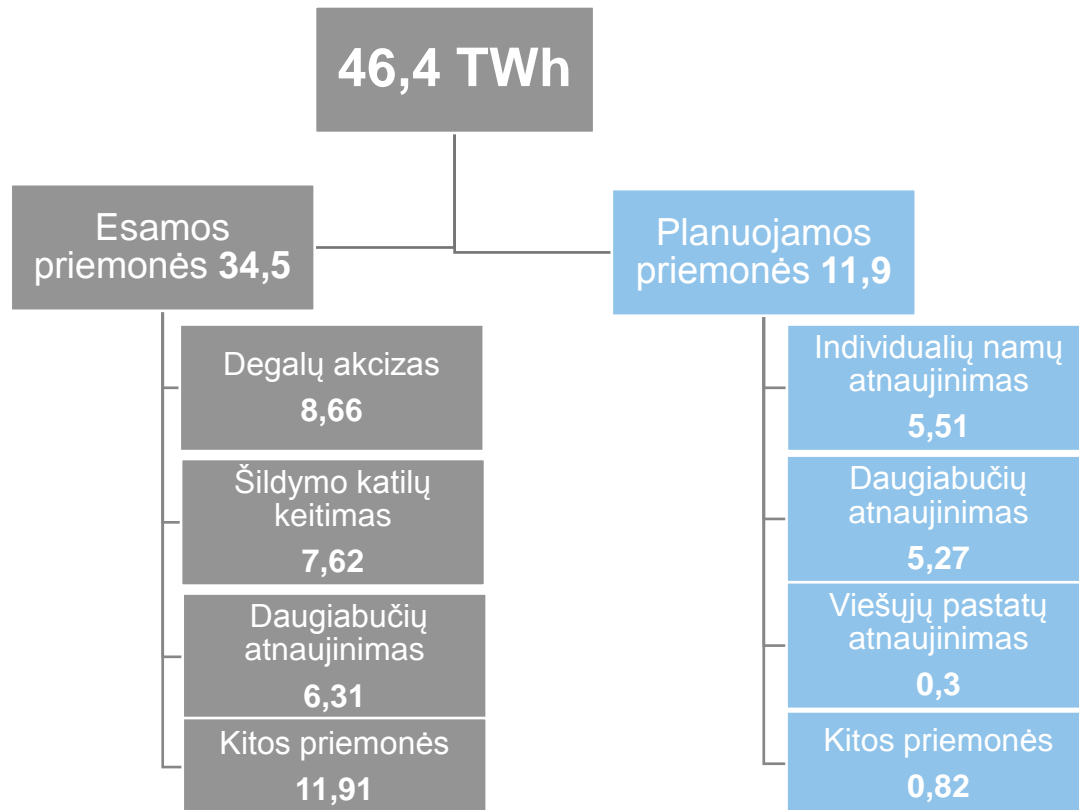 46,4 TWh
Esamos
priemonės 34,5
Degalų akcizas
8,66
Šildymo katilų
keitimas
7,62
Daugiabučių
atnaujinimas
6,31
Kitos priemonės
11,91
Planuojamos
priemonės 11,9
Individualių namų
atnaujinimas
5,51
Daugiabučių
atnaujinimas
5,27
Viešųjų pastatų
atnaujinimas
0,3
Kitos priemonės
0,82